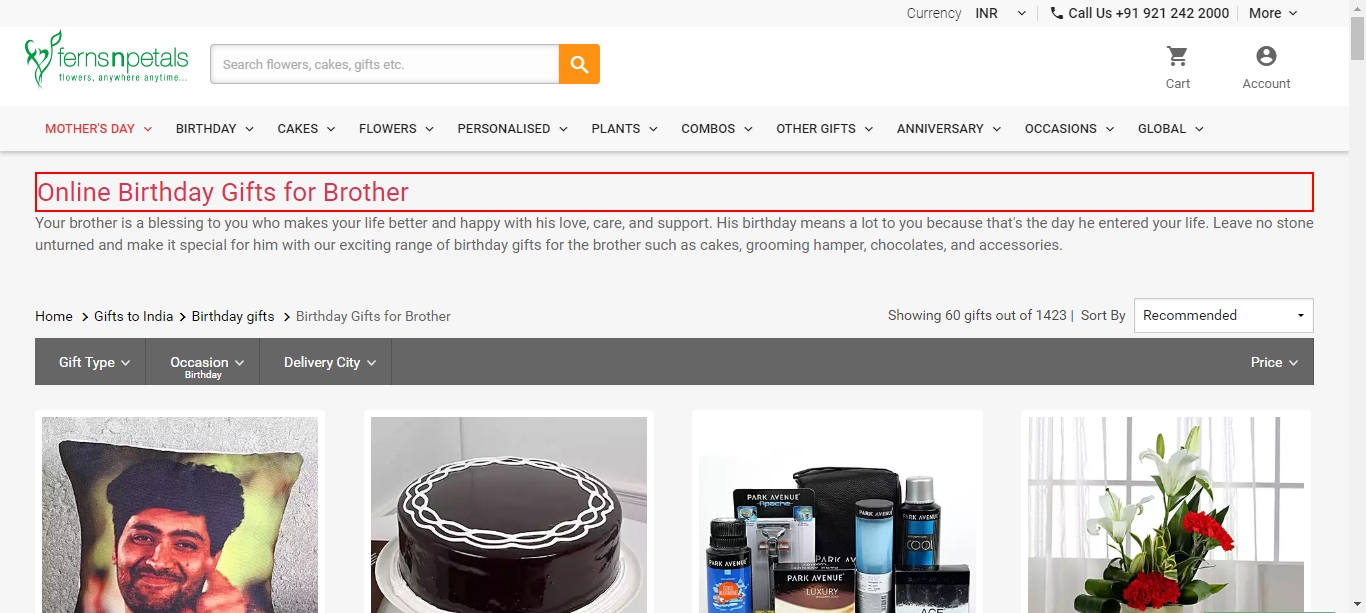 Currency INR Call Us +91 921 242 2000 More
fernsnpetals
flowers, anywhere anytime...
Search flowers, cakes, gifts etc.
Cart Account
MOTHER'S DAY BIRTHDAY CAKES FLOWERS PERSONALISED PLANTS COMBOS OTHER GIFTS ANNIVERSARY OCCASIONS GLOBAL
Online Birthday Gifts for Brother
Your brother is a blessing to you who makes your life better and happy with his love, care, and support. His birthday means a lot to you because that's the day he entered your life. Leave no stone
unturned and make it special for him with our exciting range of birthday gifts for the brother such as cakes, grooming hamper, chocolates, and accessories.
Home > Gifts to India > Birthday gifts > Birthday Gifts for Brother
Showing 60 gifts out of 1423 | Sort By Recommended
Gift Type Occasion Delivery City Price
Birthday
PARK AVENUE
Apache
PARK AVENUE
PARK AVENUE
COOL
PARK AVENUE
PARK AVENUE
PARK AVENUE
LUXURY
PARK AVENUE
ACE